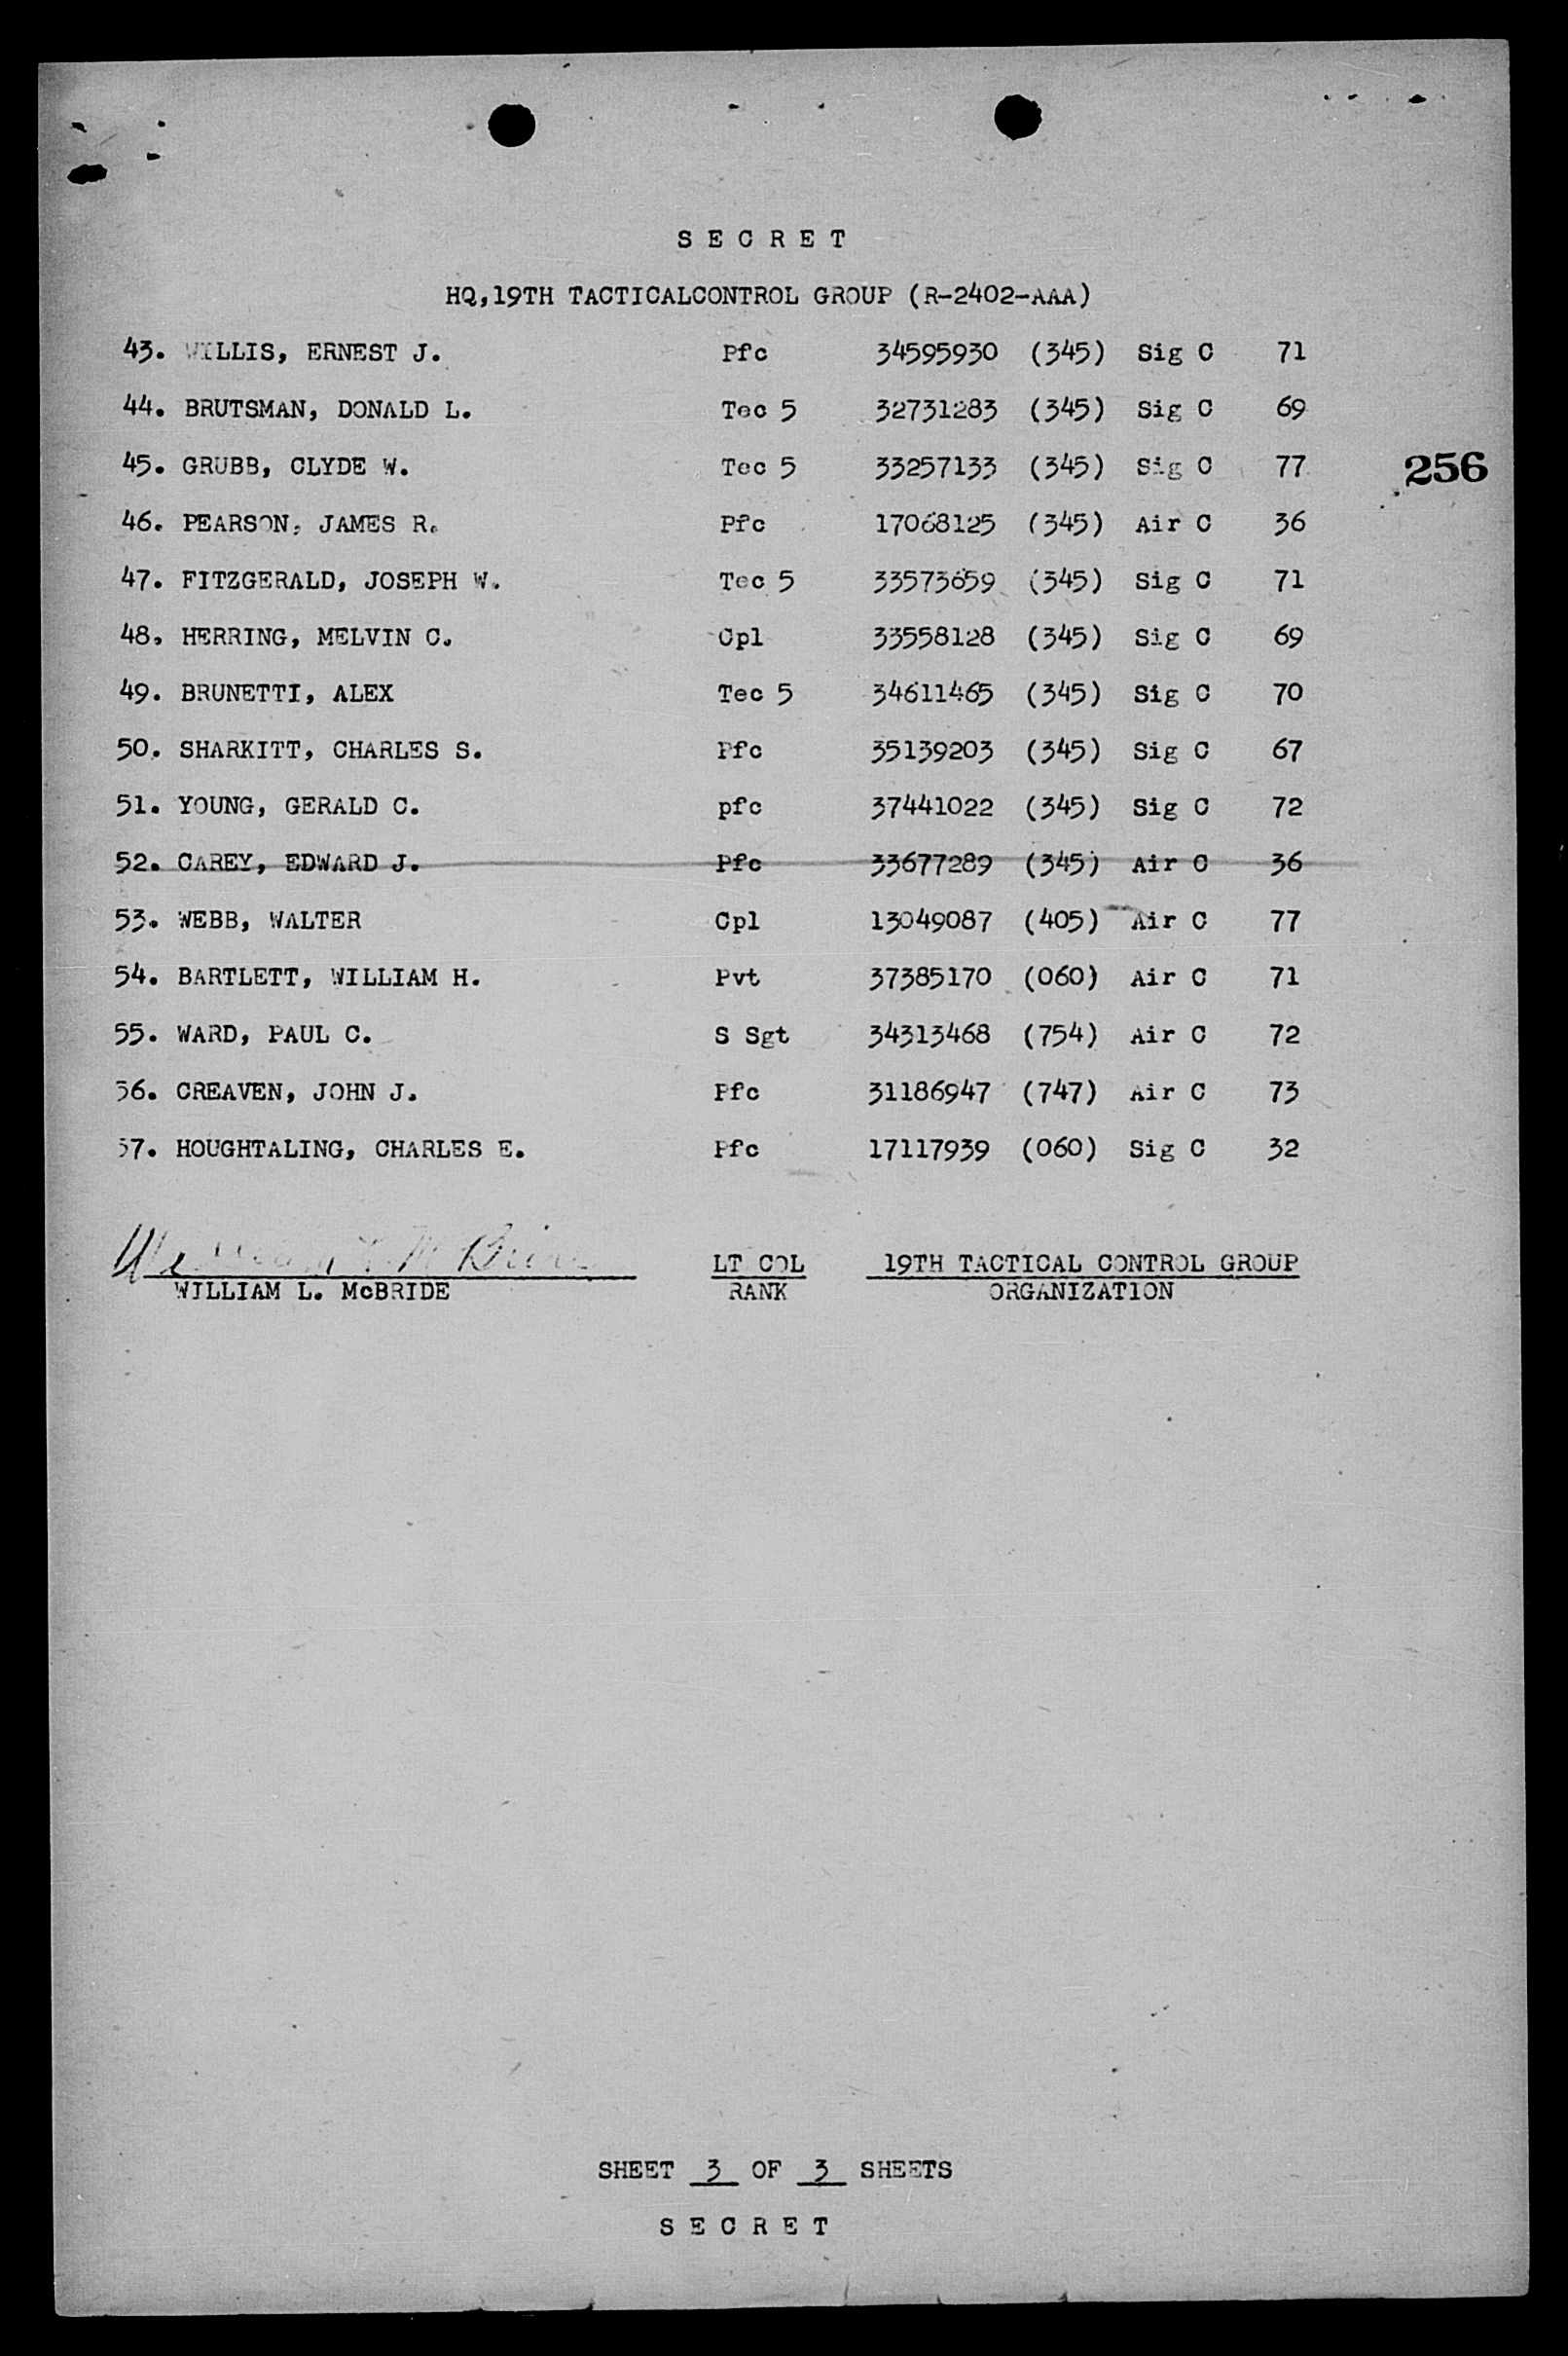 S E C R E T
HQ,19TH TACTICALCONTROL GROUP (R-2402-AAA)
43. WILLIS, ERNEST J. Pfc 34595930 (345) Sig C 71
44. BRUTSMAN, DONALD L. Tec 5 32731283 (345) Sig C 69
45. GRUBB, CLYDE W. Tec 5 33257133 (345) Sig C 77
256
46. PEARSON, JAMES R. Pfc 17068125 (345) Air C 36
47. FITZGERALD, JOSEPH W. Tec 5 33573659 (345) Sig C 71
48. HERRING, MELVIN C. Cpl 33558128 (345) Sig C 69
49. BRUNETTI, ALEX Tec 5 34611465 (345) Sig C 70
50. SHARKITT, CHARLES S. Pfc 35139203 (345) Sig C 67
51. YOUNG, GERALD C. pfc 37441022 (345) Sig C 72
52. CAREY, EDWARD J. Pfc 33677289 (345) Air C 36
53. WEBB, WALTER Cpl 13049087 (405) Air C 77
54. BARTLETT, WILLIAM H. Pvt 37385170 (060) Air C 71
55. WARD, PAUL C. S Sgt 34313468 (754) Air C 72
56. CREAVEN, JOHN J. Pfc 31186947 (747) Air C 73
57. HOUGHTALING, CHARLES E. Pfc 17117939 (060) Sig C 32
William L. McBride LT COL 19TH TACTICAL CONTROL GROUP
WILLIAM L. McBRIDE RANK ORGANIZATION
SHEET 3 OF 3 SHEETS
S E C R E T